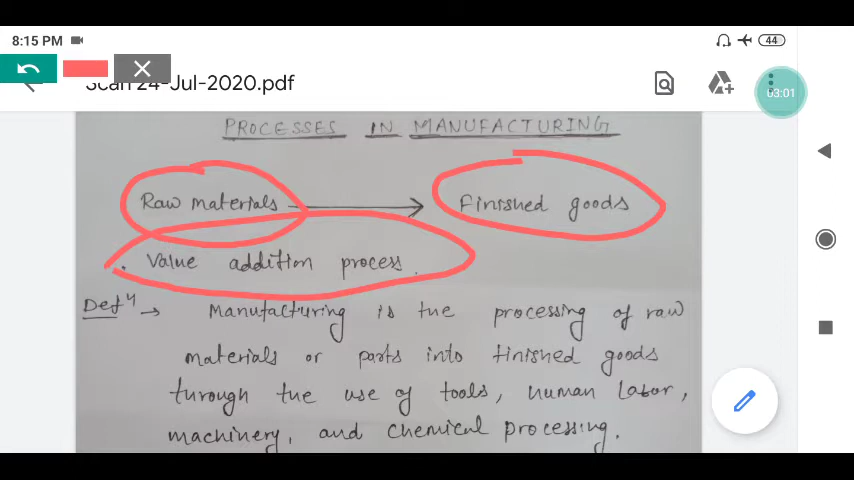 8:15 PM
44
Scan 24-Jul-2020.pdf
03:01
PROCESSES IN MANUFACTURING
Raw materials → Finished goods
. Value addition process .
Defⁿ → Manufacturing is the processing of raw
materials or parts into finished goods
through the use of tools, human labor,
machinery, and chemical processing.